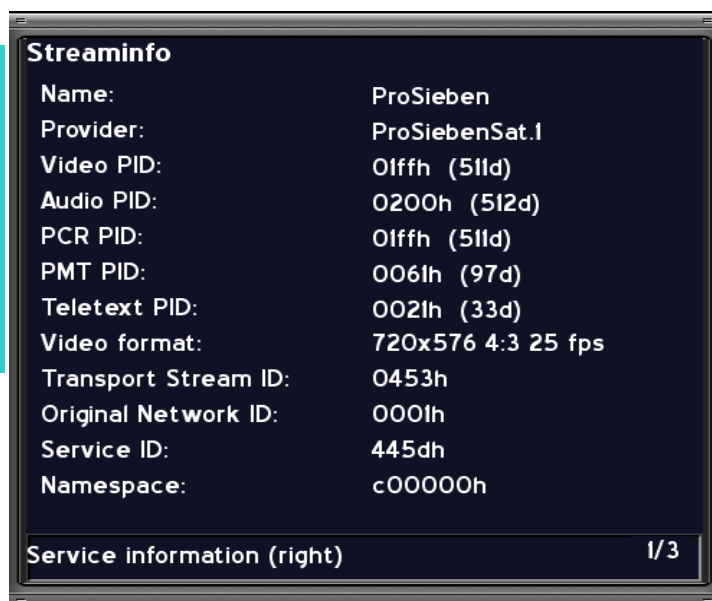 Streaminfo
Name: ProSieben
Provider: ProSiebenSat.1
Video PID: 01ffh (511d)
Audio PID: 0200h (512d)
PCR PID: 01ffh (511d)
PMT PID: 0061h (97d)
Teletext PID: 0021h (33d)
Video format: 720x576 4:3 25 fps
Transport Stream ID: 0453h
Original Network ID: 0001h
Service ID: 445dh
Namespace: c00000h
Service information (right) 1/3